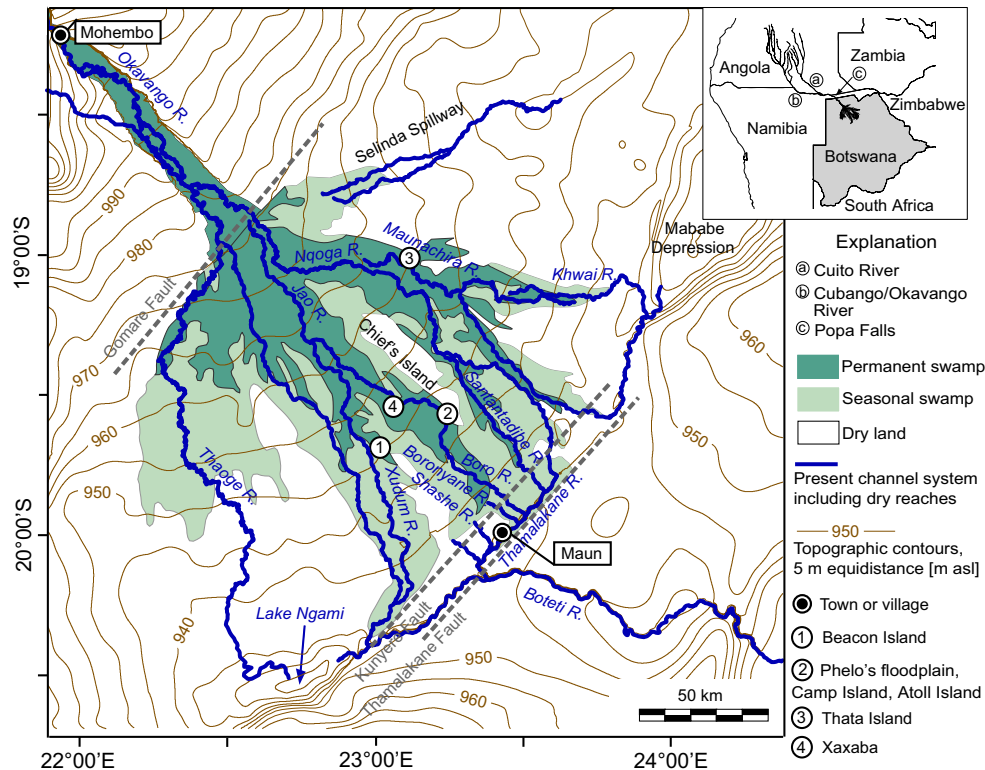 Mohembo
Okavango R.
Selinda Spillway
990
980
970
960
950
940
Gomare Fault
Nqoga R.
Maunachira R.
Khwai R.
Mababe
Depression
Jao R.
Chief's Island
Santantadibe R.
960
950
3
4
2
1
Thaoge R.
Xudum R.
Boronyane R.
Boro R.
Shashe R.
Thamalakane R.
Maun
Boteti R.
Lake Ngami
Kunyere Fault
Thamalakane Fault
950
960
50 km
19°00'S
20°00'S
22°00'E
23°00'E
24°00'E
Angola
Zambia
a
b
c
Zimbabwe
Namibia
Botswana
South Africa
Explanation
a Cuito River
b Cubango/Okavango
River
c Popa Falls
Permanent swamp
Seasonal swamp
Dry land
Present channel system
including dry reaches
950
Topographic contours,
5 m equidistance [m asl]
Town or village
1 Beacon Island
2 Phelo's floodplain,
Camp Island, Atoll Island
3 Thata Island
4 Xaxaba